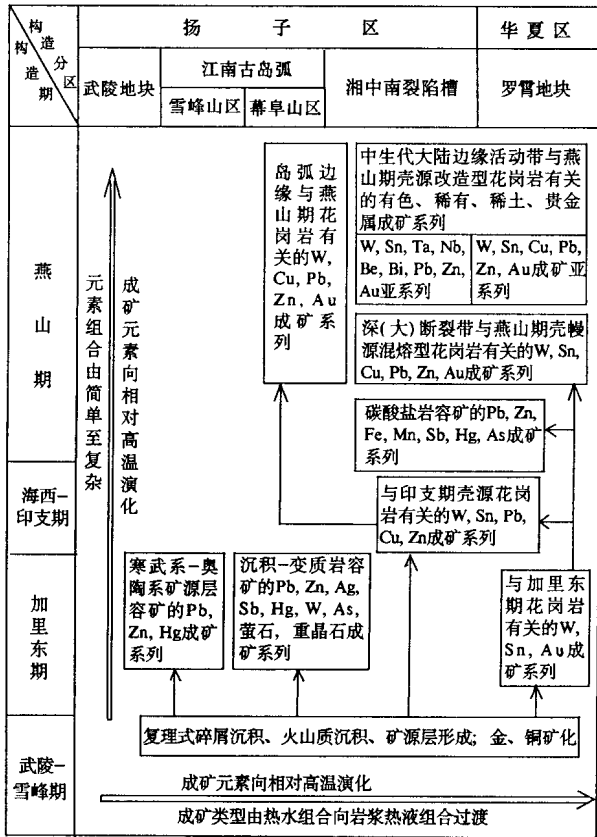 构造分区
构造期
扬子区
华夏区
武陵地块
江南古岛弧
雪峰山区
幕阜山区
湘中南裂陷槽
罗霄地块
燕山期
海西-
印支期
加里东期
武陵-
雪峰期
元素组合由简单至复杂
成矿元素向相对高温演化
岛弧边
缘与燕
山期花
岗岩有
关的W,
Cu, Pb,
Zn, Au
成矿系
列
中生代大陆边缘活动带与燕
山期壳源改造型花岗岩有关
的有色、稀有、稀土、贵金
属成矿系列
W, Sn, Ta, Nb,
Be, Bi, Pb, Zn,
Au亚系列
W, Sn, Cu, Pb,
Zn, Au成矿亚
系列
深(大)断裂带与燕山期壳幔
源混熔型花岗岩有关的W, Sn,
Cu, Pb, Zn, Au成矿系列
碳酸盐岩容矿的Pb, Zn,
Fe, Mn, Sb, Hg, As成矿
系列
与印支期壳源花岗
岩有关的W, Sn, Pb,
Cu, Zn成矿系列
寒武系-奥
陶系矿源层
容矿的Pb,
Zn, Hg成矿
系列
沉积-变质岩容
矿的Pb, Zn, Ag,
Sb, Hg, W, As,
萤石, 重晶石成
矿系列
与加里东
期花岗岩
有关的W,
Sn, Au成
矿系列
复理式碎屑沉积、火山质沉积、矿源层形成; 金、铜矿化
成矿元素向相对高温演化
成矿类型由热水组合向岩浆热液组合过渡